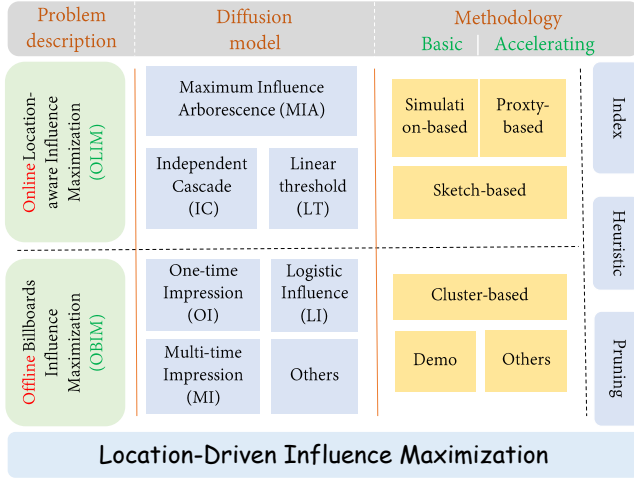 Problem
description
Diffusion
model
Methodology
Basic
Accelerating
Online Location-
aware Influence
Maximization
(OLIM)
Maximum Influence
Arborescence (MIA)
Independent
Cascade
(IC)
Linear
threshold
(LT)
Simulati
on-based
Proxty-
based
Sketch-based
Index
Heuristic
Pruning
Offline Billboards
Influence
Maximization
(OBIM)
One-time
Impression
(OI)
Logistic
Influence
(LI)
Multi-time
Impression
(MI)
Others
Cluster-based
Demo
Others
Location-Driven Influence Maximization